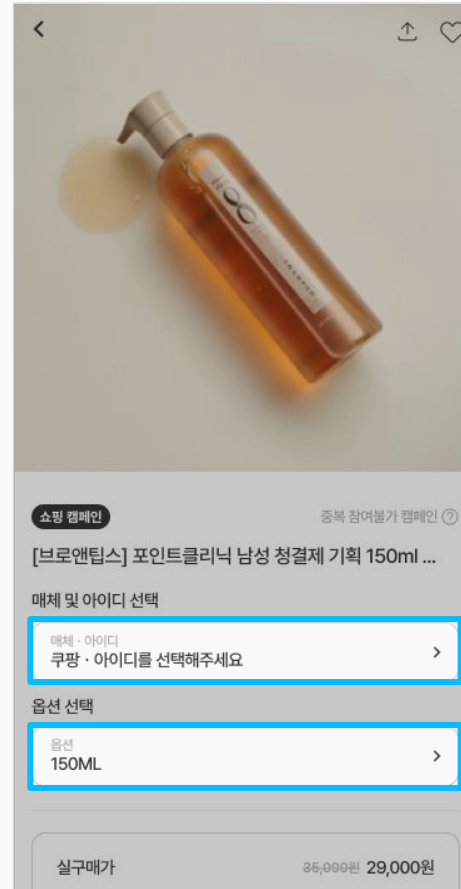 쇼핑 캠페인
중복 참여불가 캠페인 ?
[브로앤팁스] 포인트클리닉 남성 청결제 기획 150ml ...
매체 및 아이디 선택
매체 · 아이디
쿠팡 · 아이디를 선택해주세요
옵션 선택
옵션
150ML
실구매가
35,000원 29,000원